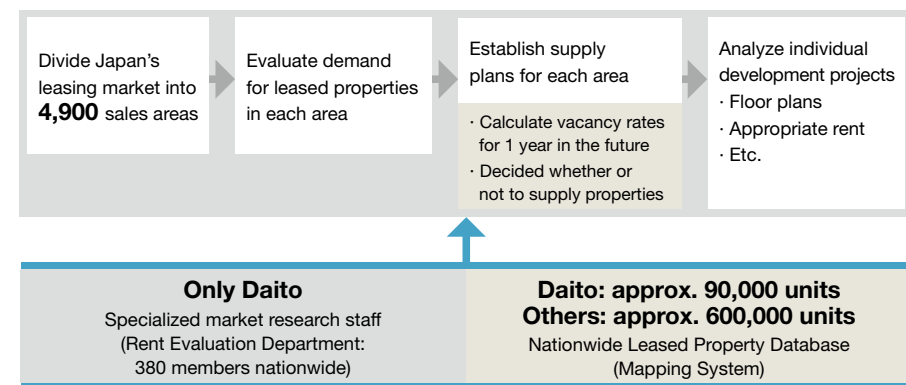 Divide Japan's
leasing market into
4,900 sales areas
Evaluate demand
for leased properties
in each area
Establish supply
plans for each area
· Calculate vacancy rates
for 1 year in the future
· Decided whether or
not to supply properties
Analyze individual
development projects
· Floor plans
· Appropriate rent
· Etc.
Only Daito
Specialized market research staff
(Rent Evaluation Department:
380 members nationwide)
Daito: approx. 90,000 units
Others: approx. 600,000 units
Nationwide Leased Property Database
(Mapping System)